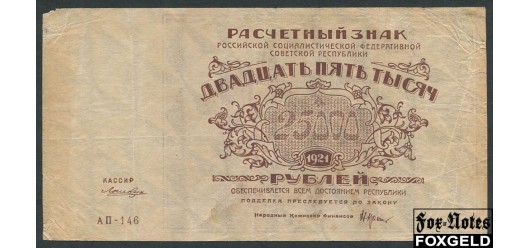 РАСЧЕТНЫЙ ЗНАК
РОССИЙСКОЙ СОЦИАЛИСТИЧЕСКОЙ ФЕДЕРАТИВНОЙ
СОВЕТСКОЙ РЕСПУБЛИКИ
ДВАДЦАТЬ ПЯТЬ ТЫСЯЧ
25000
1921
РУБЛЕЙ
ОБЕСПЕЧИВАЕТСЯ ВСЕМ ДОСТОЯНИЕМ РЕСПУБЛИКИ
ПОДДЕЛКА ПРЕСЛЕДУЕТСЯ ПО ЗАКОНУ
Народный Комиссар Финансов
КАССИР
АП-146
Fox-Notes
FOXGELD